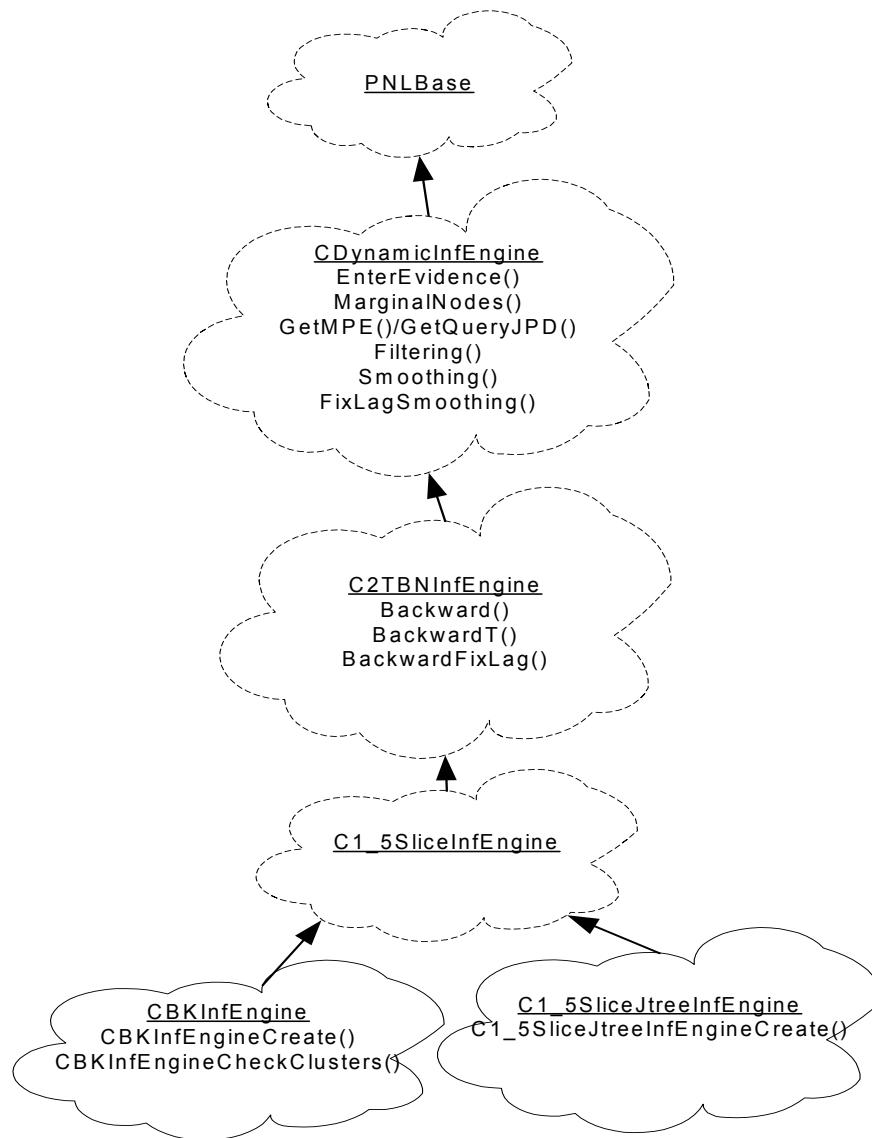 PNLBase
CDynamicInfEngine
EnterEvidence()
MarginalNodes()
GetMPE()/GetQueryJPD()
Filtering()
Smoothing()
FixLagSmoothing()
C2TBNInfEngine
Backward()
BackwardT()
BackwardFixLag()
C1_5SliceInfEngine
CBKInfEngine
CBKInfEngineCreate()
CBKInfEngineCheckClusters()
C1_5SliceJtreeInfEngine
C1_5SliceJtreeInfEngineCreate()